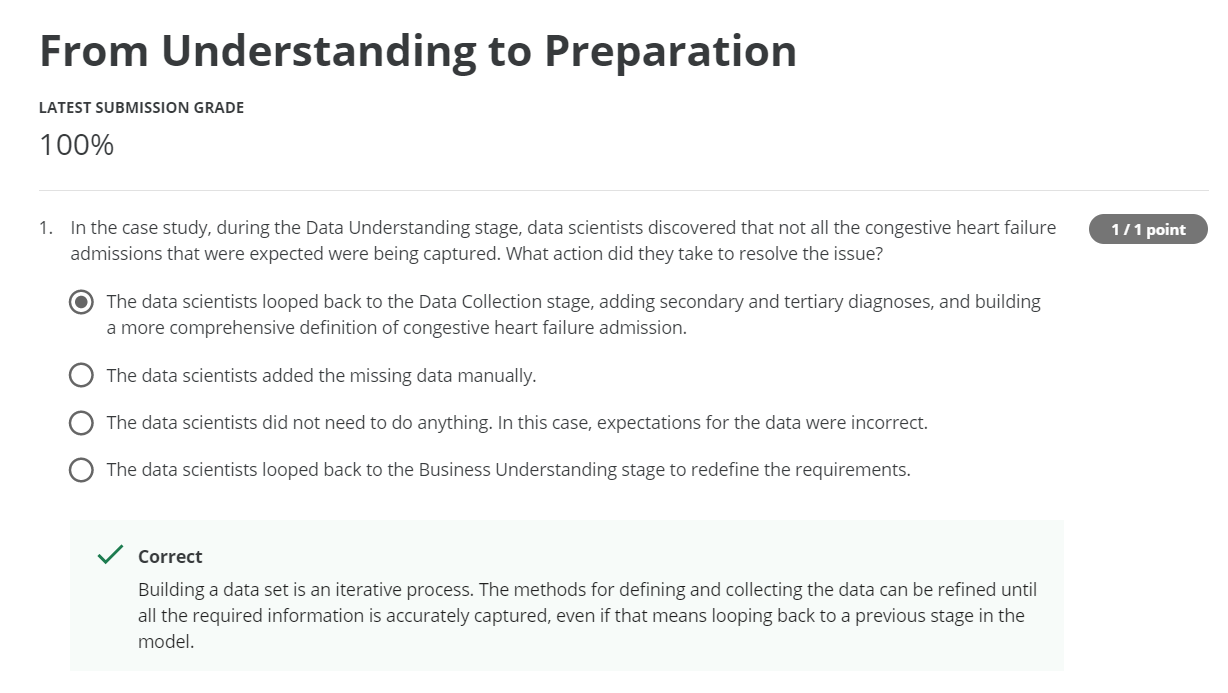 From Understanding to Preparation
LATEST SUBMISSION GRADE
100%
1. In the case study, during the Data Understanding stage, data scientists discovered that not all the congestive heart failure
admissions that were expected were being captured. What action did they take to resolve the issue?
1 / 1 point
The data scientists looped back to the Data Collection stage, adding secondary and tertiary diagnoses, and building
a more comprehensive definition of congestive heart failure admission.
The data scientists added the missing data manually.
The data scientists did not need to do anything. In this case, expectations for the data were incorrect.
The data scientists looped back to the Business Understanding stage to redefine the requirements.
Correct
Building a data set is an iterative process. The methods for defining and collecting the data can be refined until
all the required information is accurately captured, even if that means looping back to a previous stage in the
model.